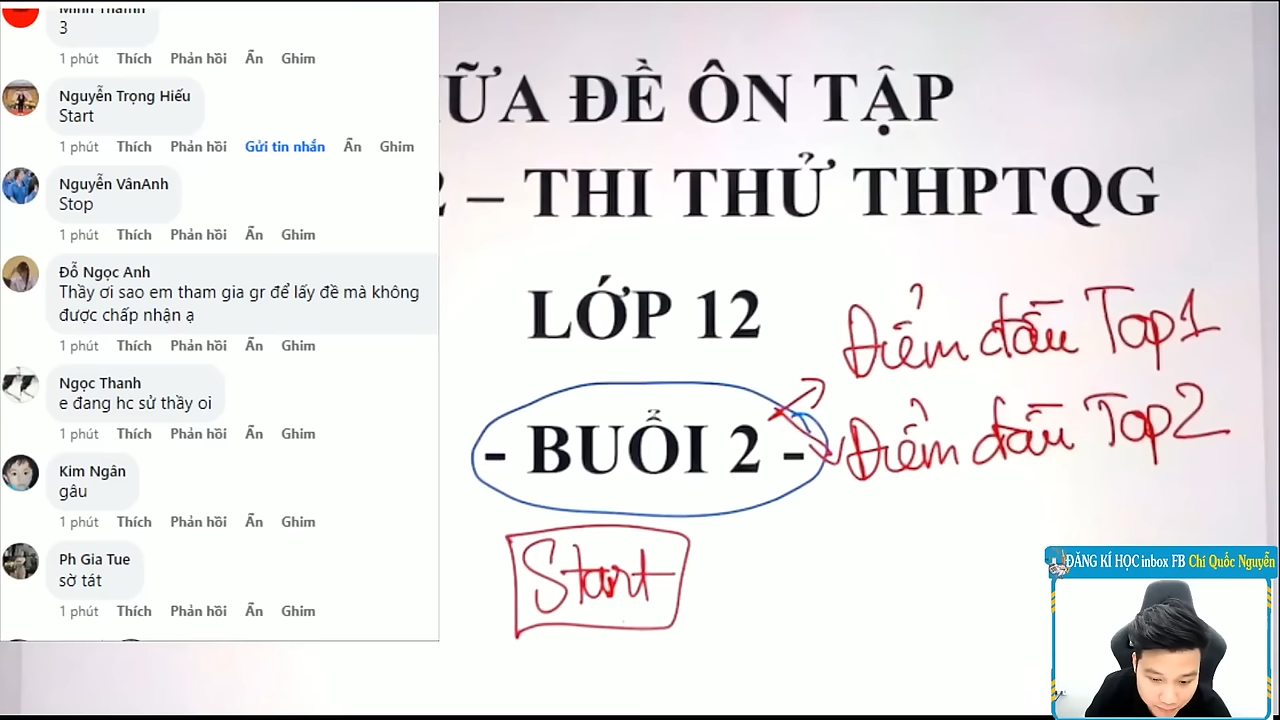 Minh Thành
3
1 phút Thích Phản hồi Ẩn Ghim
Nguyễn Trọng Hiếu
Start
1 phút Thích Phản hồi Gửi tin nhắn Ẩn Ghim
Nguyễn VânAnh
Stop
1 phút Thích Phản hồi Ẩn Ghim
Đỗ Ngọc Anh
Thầy ơi sao em tham gia gr để lấy đề mà không
được chấp nhận ạ
1 phút Thích Phản hồi Ẩn Ghim
Ngọc Thanh
e đang hc sử thầy oi
1 phút Thích Phản hồi Ẩn Ghim
Kim Ngân
gâu
1 phút Thích Phản hồi Ẩn Ghim
Ph Gia Tue
sờ tát
1 phút Thích Phản hồi Ẩn Ghim
ỮA ĐỀ ÔN TẬP
2 – THI THỬ THPTQG
LỚP 12
- BUỔI 2 -
Điểm đầu Top1
Điểm đầu Top2
Start
ĐĂNG KÍ HỌC inbox FB Chí Quốc Nguyễn